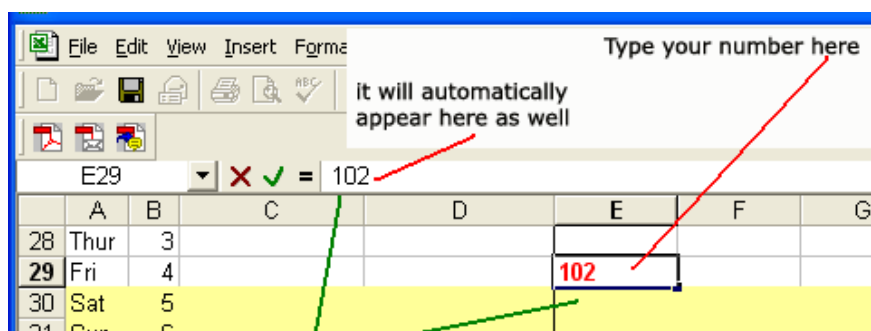 File Edit View Insert Forma
Type your number here
it will automatically
appear here as well
ABC
E29 = 102
A B C D E F G
28 Thur 3
29 Fri 4 102
30 Sat 5